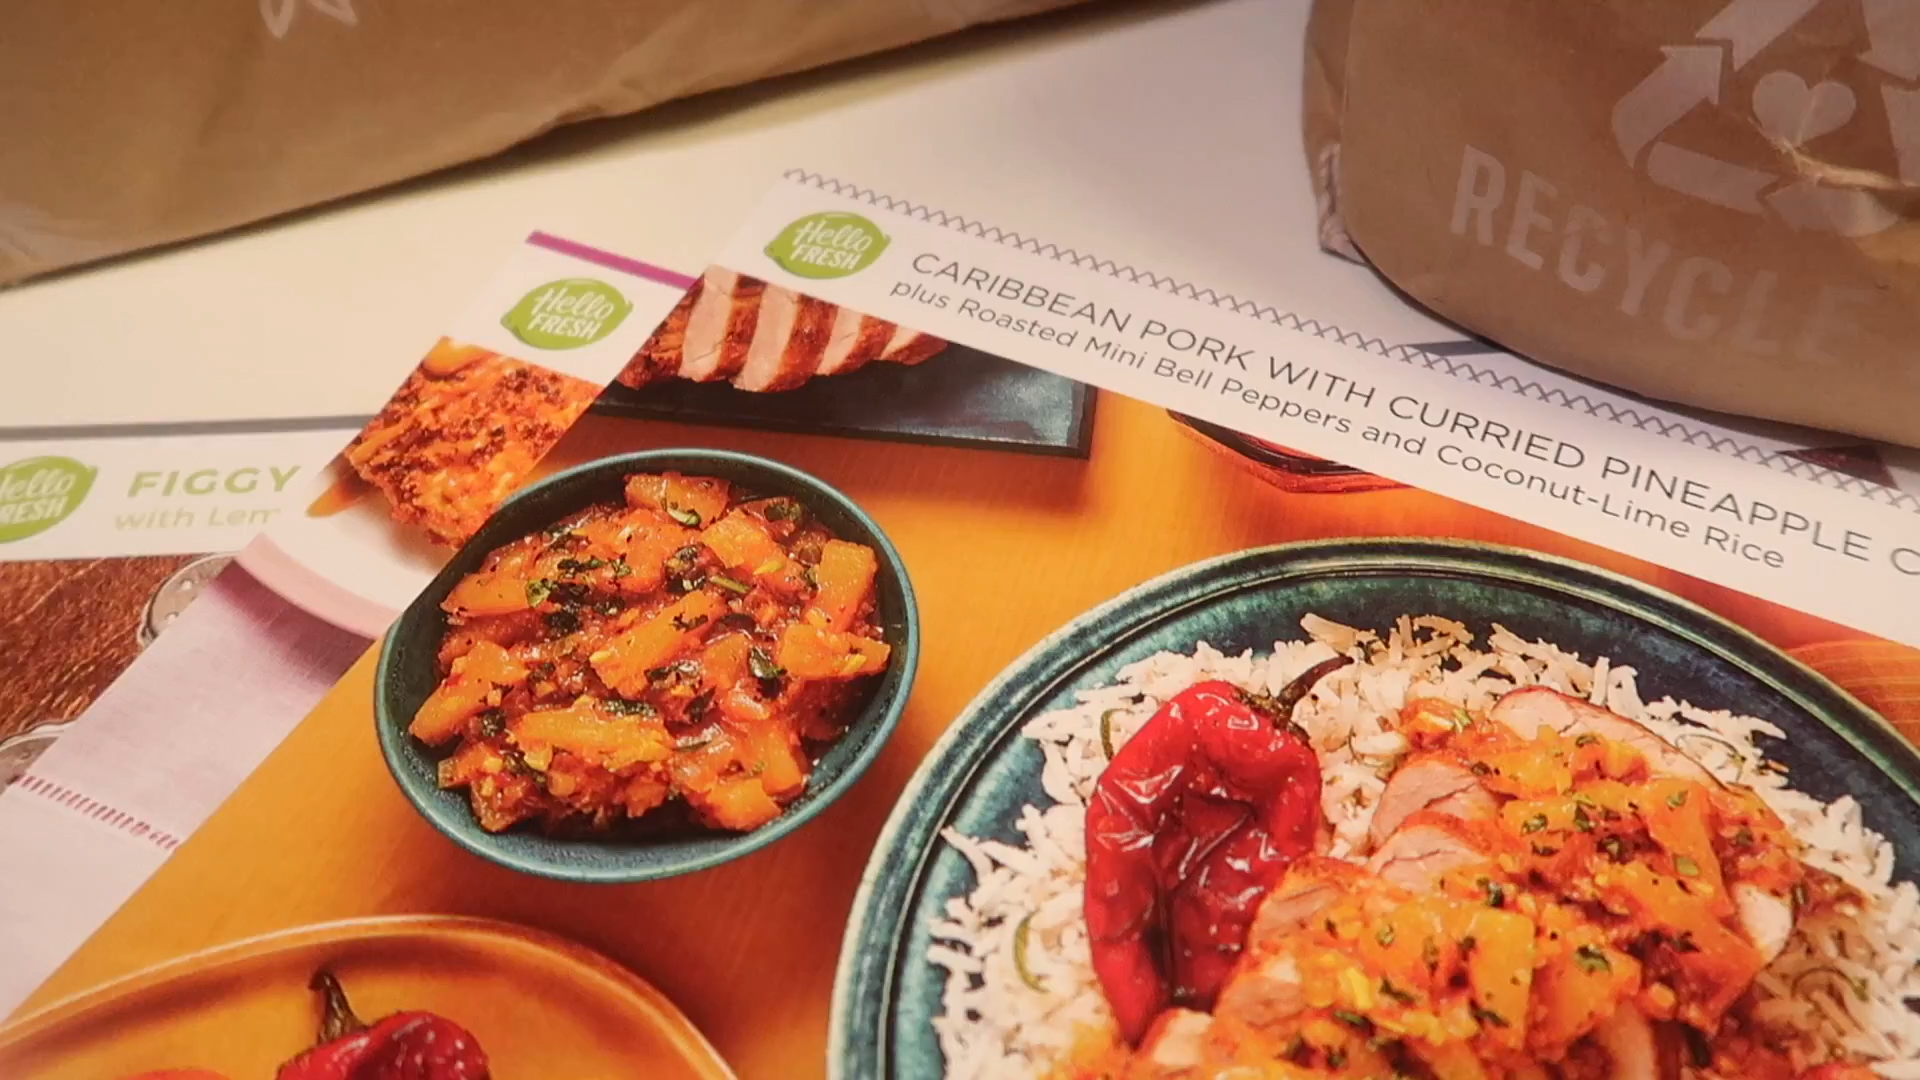 RECYCLE
Hello
FRESH
CARIBBEAN PORK WITH CURRIED PINEAPPLE
plus Roasted Mini Bell Peppers and Coconut-Lime Rice
Hello
FRESH
Hello
FRESH
FIGGY
with